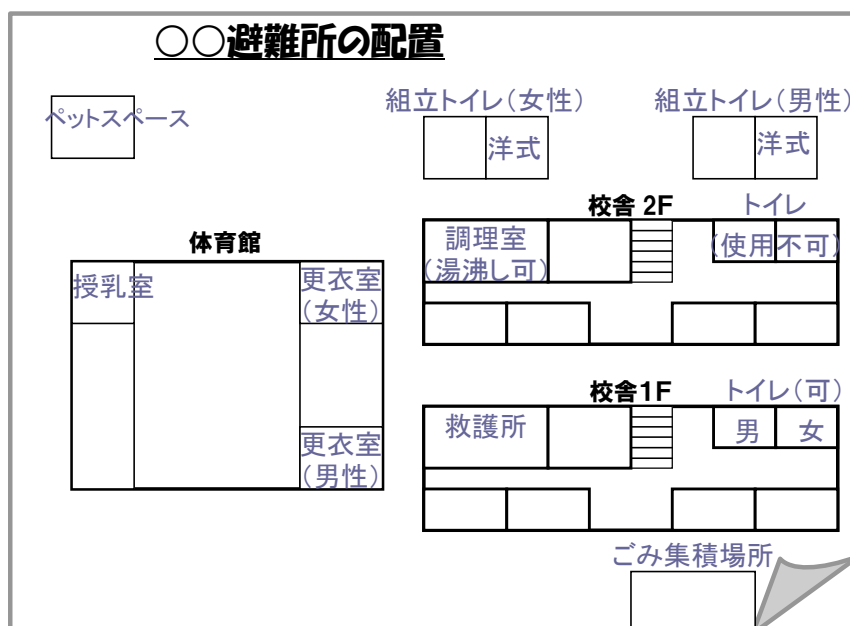 ○○避難所の配置
ペットスペース
組立トイレ(女性)
洋式
組立トイレ(男性)
洋式
体育館
授乳室
更衣室
(女性)
更衣室
(男性)
校舎 2F
トイレ
(使用不可)
調理室
(湯沸し可)
校舎1F
トイレ(可)
救護所
男
女
ごみ集積場所